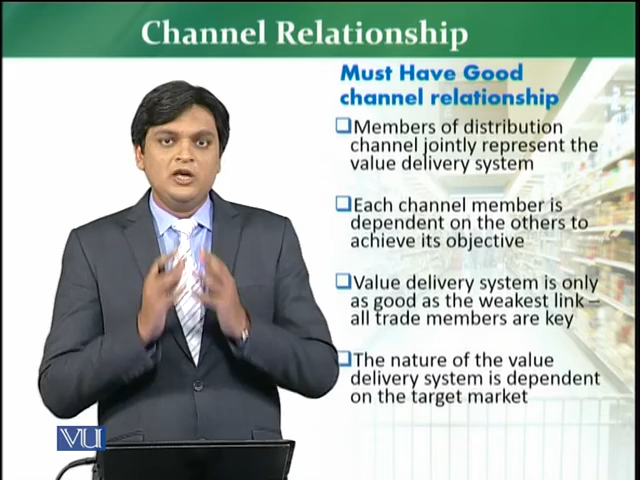 Channel Relationship
Must Have Good
channel relationship
Members of distribution
channel jointly represent the
value delivery system
Each channel member is
dependent on the others to
achieve its objective
Value delivery system is only
as good as the weakest link –
all trade members are key
The nature of the value
delivery system is dependent
on the target market
VU